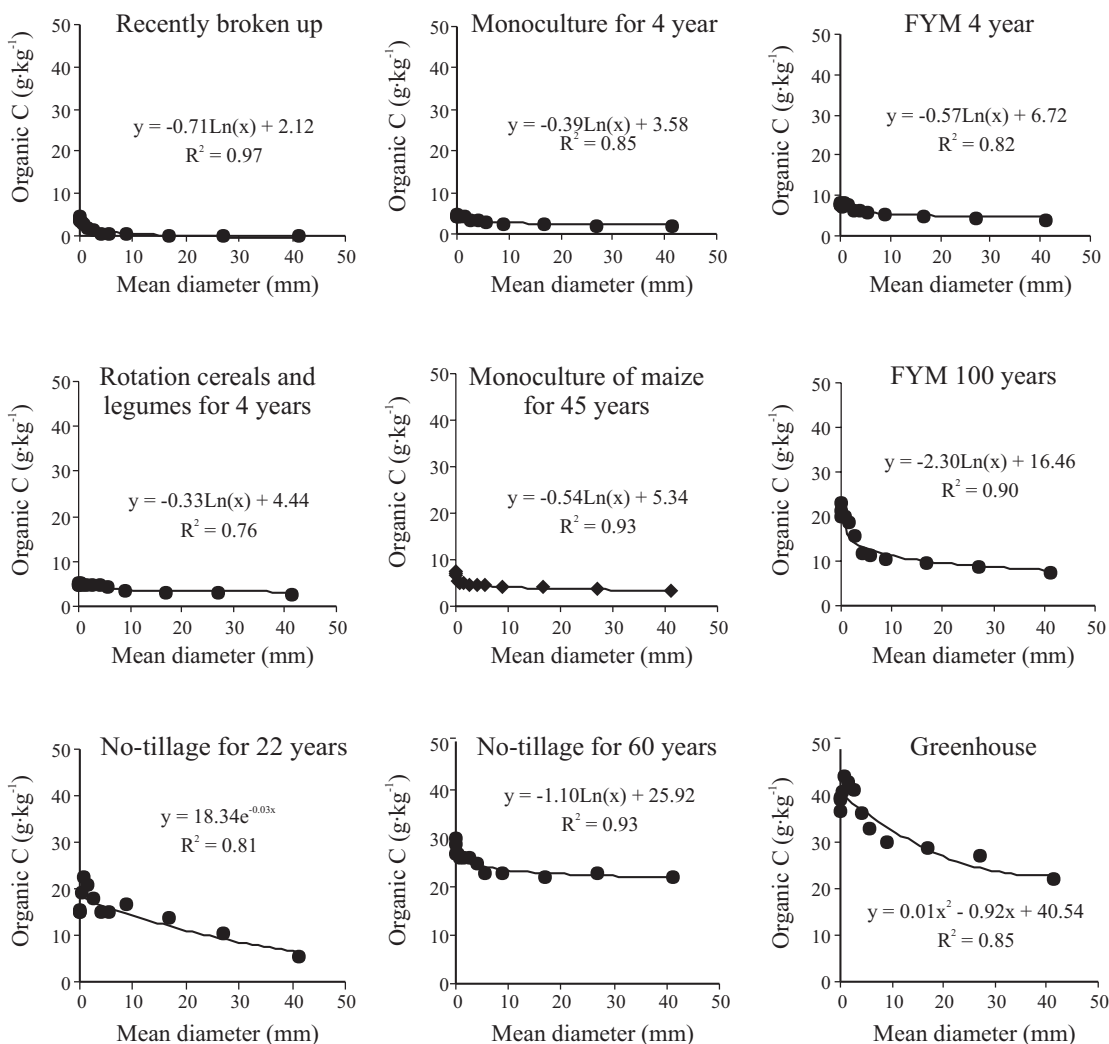 Recently broken up
Organic C (g·kg⁻¹)
50
40
30
20
10
0
y = -0.71Ln(x) + 2.12
R² = 0.97
0 10 20 30 40 50
Mean diameter (mm)
Monoculture for 4 year
Organic C (g·kg⁻¹)
50
40
30
20
10
0
y = -0.39Ln(x) + 3.58
R² = 0.85
0 10 20 30 40 50
Mean diameter (mm)
FYM 4 year
Organic C (g·kg⁻¹)
50
40
30
20
10
0
y = -0.57Ln(x) + 6.72
R² = 0.82
0 10 20 30 40 50
Mean diameter (mm)
Rotation cereals and
legumes for 4 years
Organic C (g·kg⁻¹)
50
40
30
20
10
0
y = -0.33Ln(x) + 4.44
R² = 0.76
0 10 20 30 40 50
Mean diameter (mm)
Monoculture of maize
for 45 years
Organic C (g·kg⁻¹)
50
40
30
20
10
0
y = -0.54Ln(x) + 5.34
R² = 0.93
0 10 20 30 40 50
Mean diameter (mm)
FYM 100 years
Organic C (g·kg⁻¹)
50
40
30
20
10
0
y = -2.30Ln(x) + 16.46
R² = 0.90
0 10 20 30 40 50
Mean diameter (mm)
No-tillage for 22 years
Organic C (g·kg⁻¹)
50
40
30
20
10
0
y = 18.34e⁻⁰·⁰³ˣ
R² = 0.81
0 10 20 30 40 50
Mean diameter (mm)
No-tillage for 60 years
Organic C (g·kg⁻¹)
50
40
30
20
10
0
y = -1.10Ln(x) + 25.92
R² = 0.93
0 10 20 30 40 50
Mean diameter (mm)
Greenhouse
Organic C (g·kg⁻¹)
50
40
30
20
10
0
y = 0.01x² - 0.92x + 40.54
R² = 0.85
0 10 20 30 40 50
Mean diameter (mm)